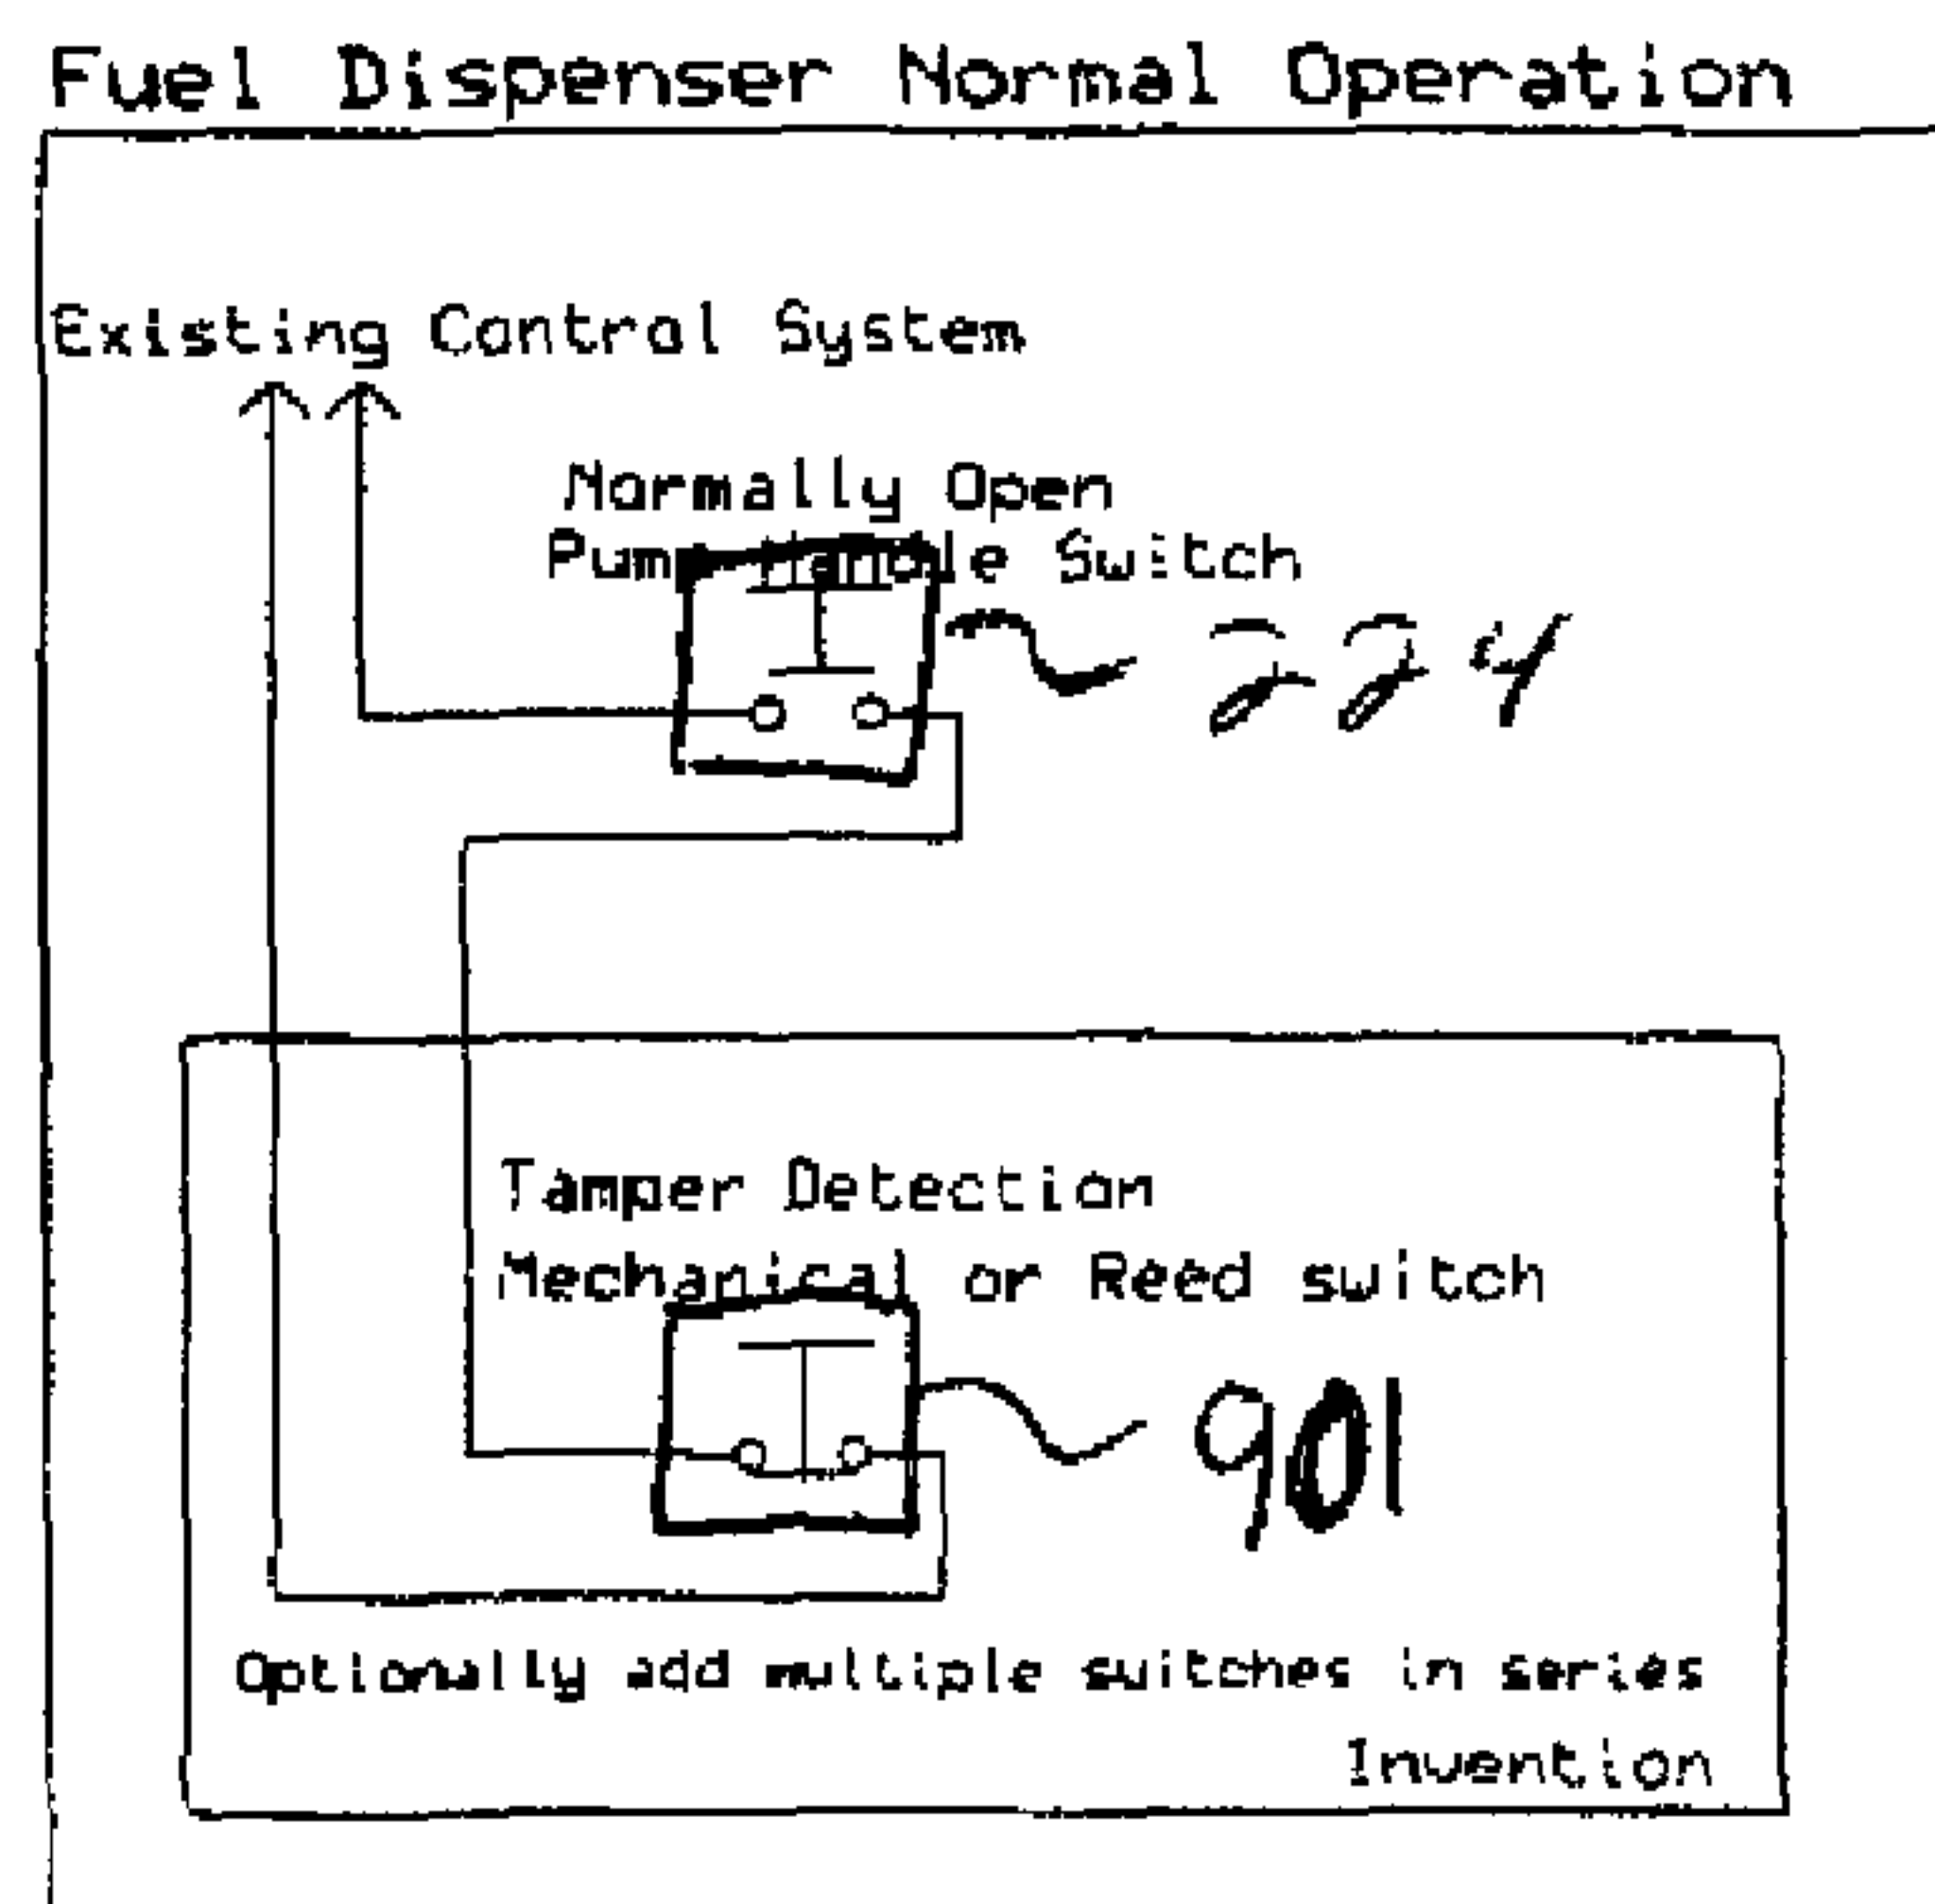 Fuel Dispenser Normal Operation
Existing Control System
Normally Open
Pump Handle Switch
224
Tamper Detection
Mechanical or Reed switch
901
Optionally add multiple switches in series
Invention